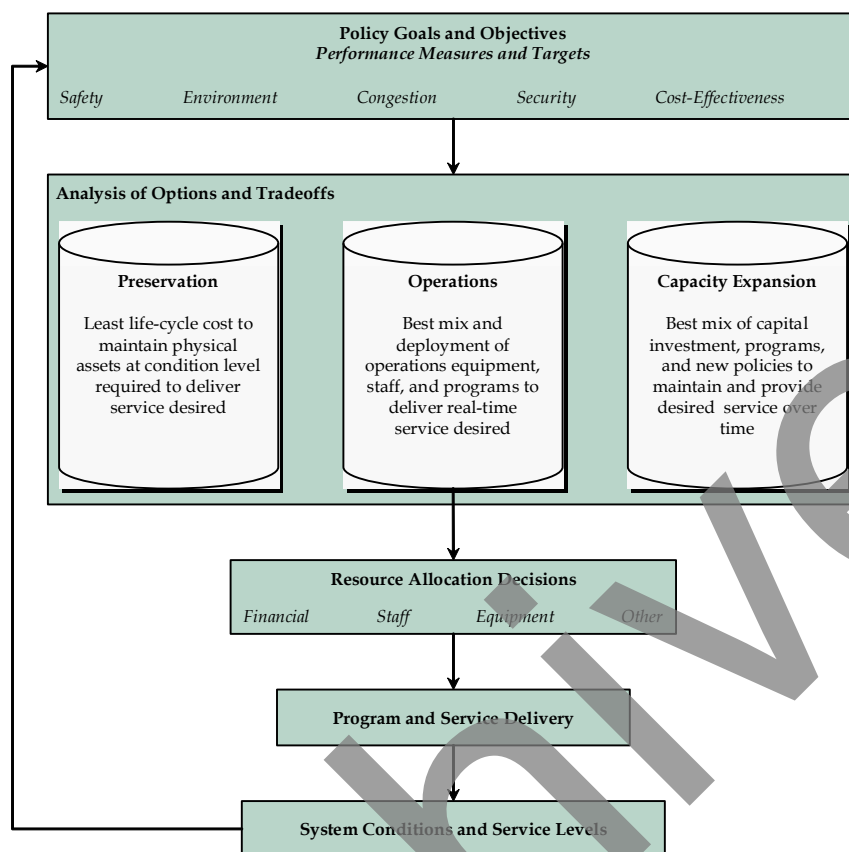 Policy Goals and Objectives
Performance Measures and Targets
Safety Environment Congestion Security Cost-Effectiveness
Analysis of Options and Tradeoffs
Preservation
Least life-cycle cost to
maintain physical
assets at condition level
required to deliver
service desired
Operations
Best mix and
deployment of
operations equipment,
staff, and programs to
deliver real-time
service desired
Capacity Expansion
Best mix of capital
investment, programs,
and new policies to
maintain and provide
desired service over
time
Resource Allocation Decisions
Financial Staff Equipment Other
Program and Service Delivery
System Conditions and Service Levels
hive